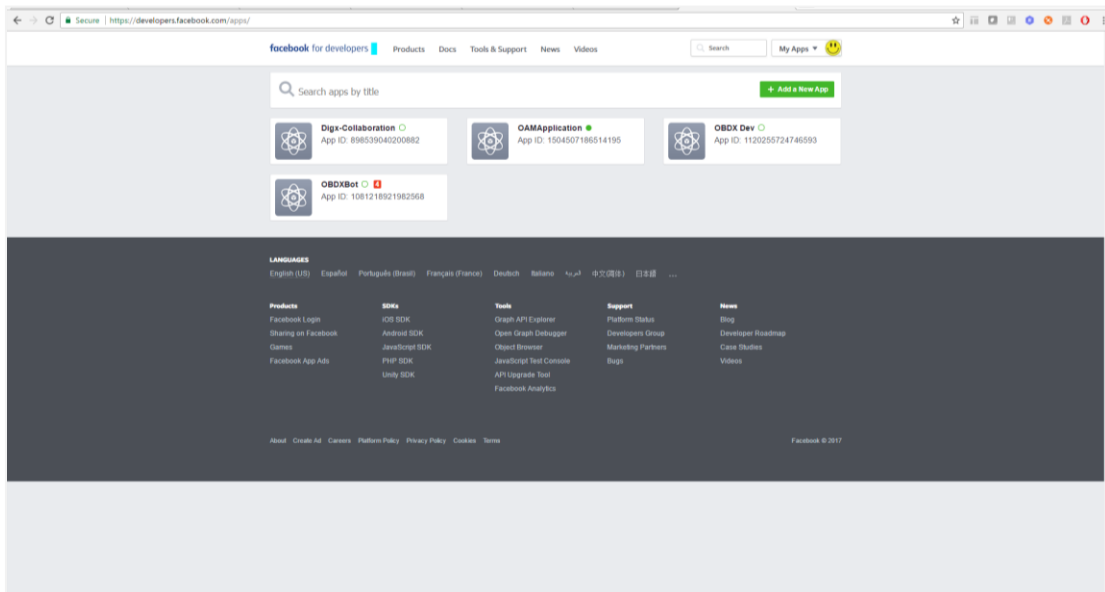 Secure | https://developers.facebook.com/apps/
facebook for developers Products Docs Tools & Support News Videos Search My Apps
Search apps by title + Add a New App
Digx-Collaboration
App ID: 898539040200882
OAMApplication
App ID: 1504507186514195
OBDX Dev
App ID: 1120255724746593
OBDXBot 4
App ID: 1081218921982568
LANGUAGES
English (US) Español Português (Brasil) Français (France) Deutsch Italiano العربية 中文(简体) 日本語 ...
Products
Facebook Login
Sharing on Facebook
Games
Facebook App Ads
SDKs
iOS SDK
Android SDK
JavaScript SDK
PHP SDK
Unity SDK
Tools
Graph API Explorer
Open Graph Debugger
Object Browser
JavaScript Test Console
API Upgrade Tool
Facebook Analytics
Support
Platform Status
Developers Group
Marketing Partners
Bugs
News
Blog
Developer Roadmap
Case Studies
Videos
About Create Ad Careers Platform Policy Privacy Policy Cookies Terms Facebook © 2017